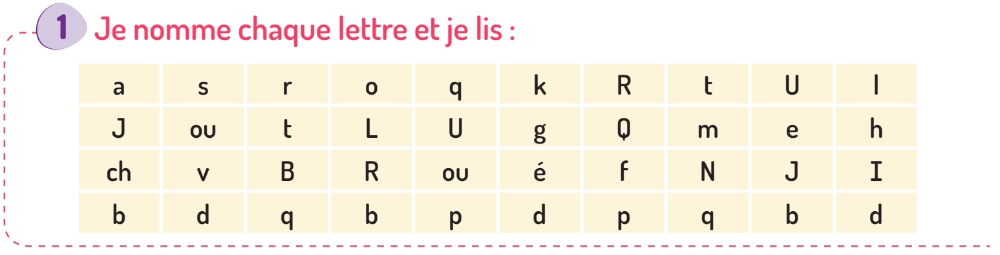 1 Je nomme chaque lettre et je lis :
a s r o q k R t U l
J ou t L U g Q m e h
ch v B R ou é f N J I
b d q b p d p q b d